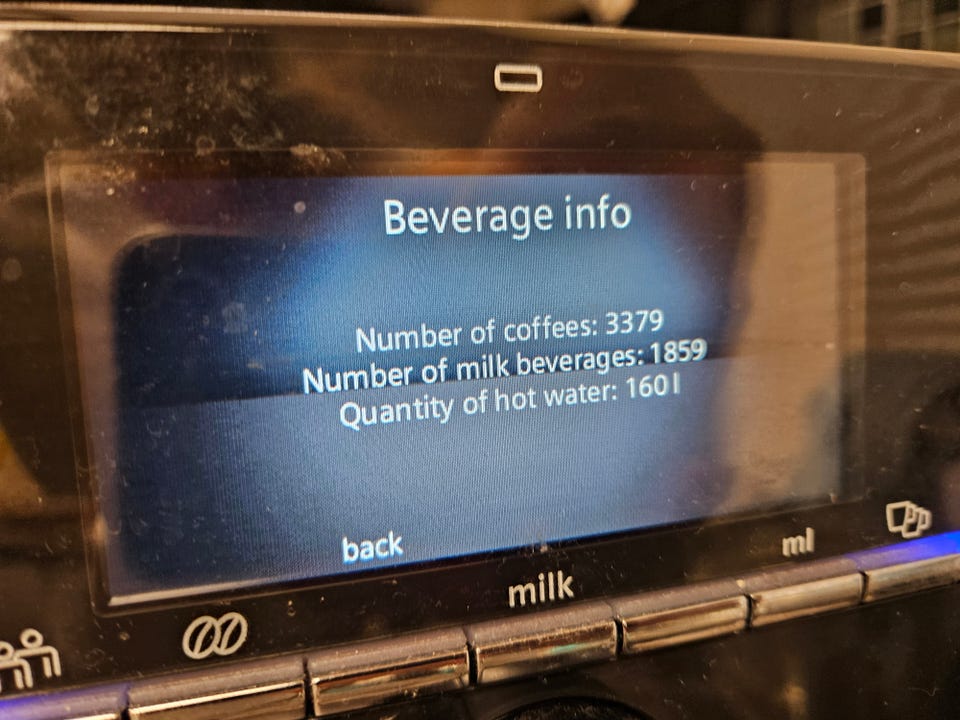 Beverage info
Number of coffees: 3379
Number of milk beverages: 1859
Quantity of hot water: 160 l
back
milk
ml